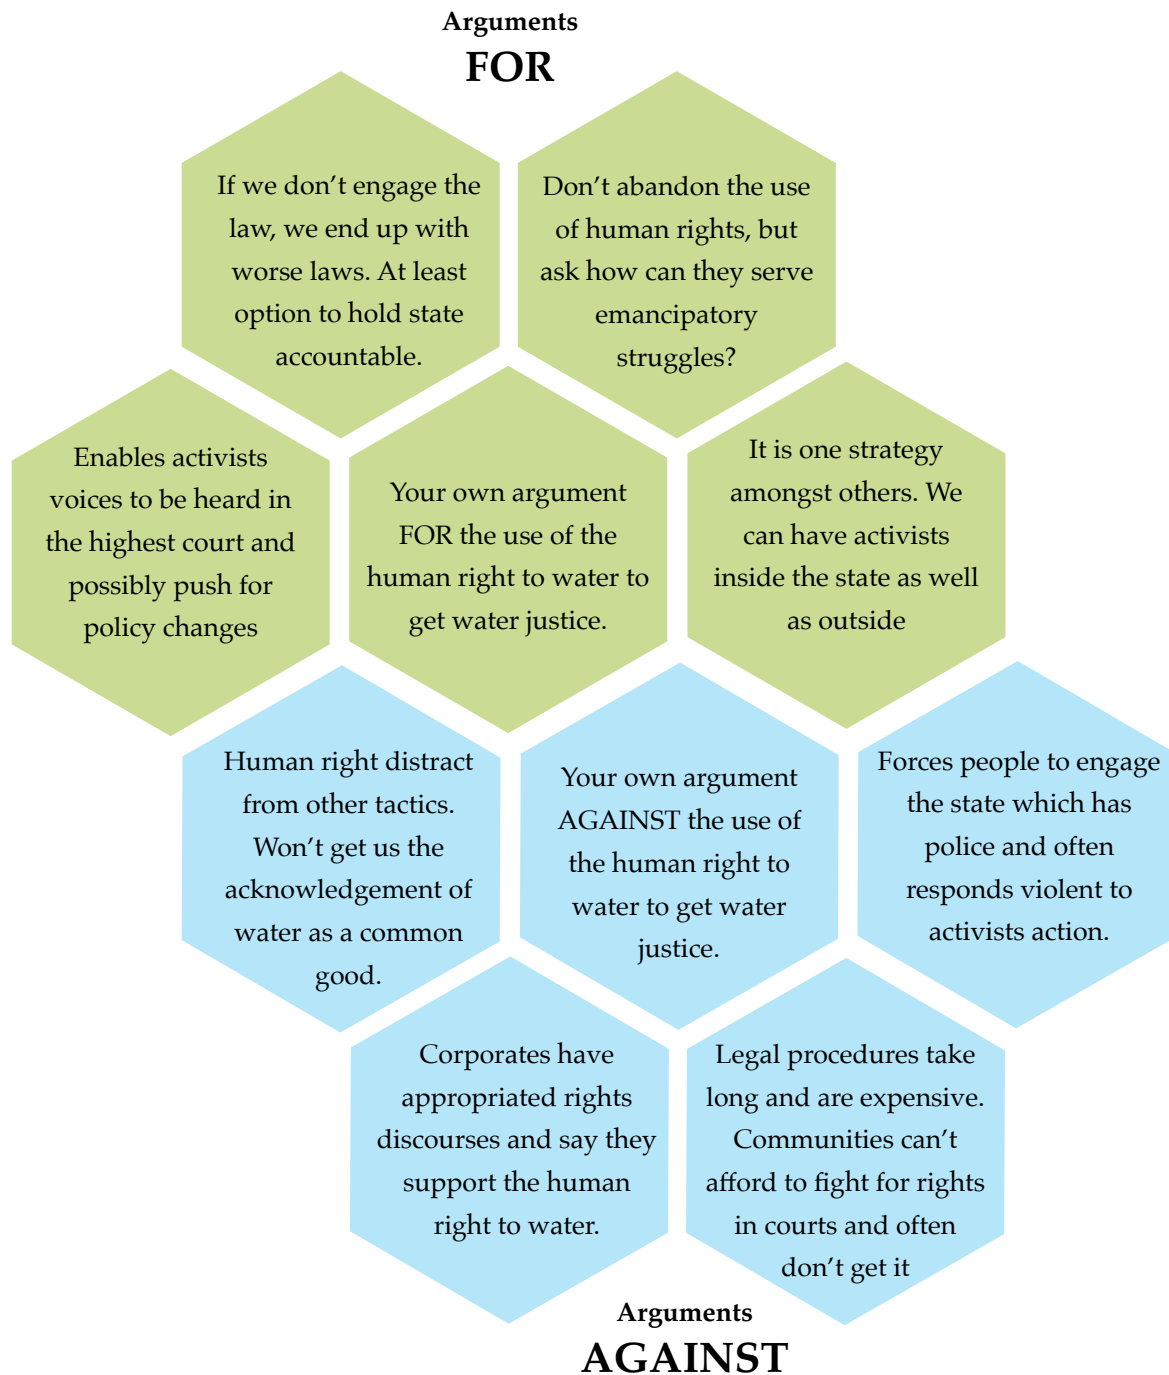 Arguments
FOR
If we don’t engage the
law, we end up with
worse laws. At least
option to hold state
accountable.
Don’t abandon the use
of human rights, but
ask how can they serve
emancipatory
struggles?
Enables activists
voices to be heard in
the highest court and
possibly push for
policy changes
Your own argument
FOR the use of the
human right to water to
get water justice.
It is one strategy
amongst others. We
can have activists
inside the state as well
as outside
Human right distract
from other tactics.
Won’t get us the
acknowledgement of
water as a common
good.
Your own argument
AGAINST the use of
the human right to
water to get water
justice.
Forces people to engage
the state which has
police and often
responds violent to
activists action.
Corporates have
appropriated rights
discourses and say they
support the human
right to water.
Legal procedures take
long and are expensive.
Communities can’t
afford to fight for rights
in courts and often
don’t get it
Arguments
AGAINST